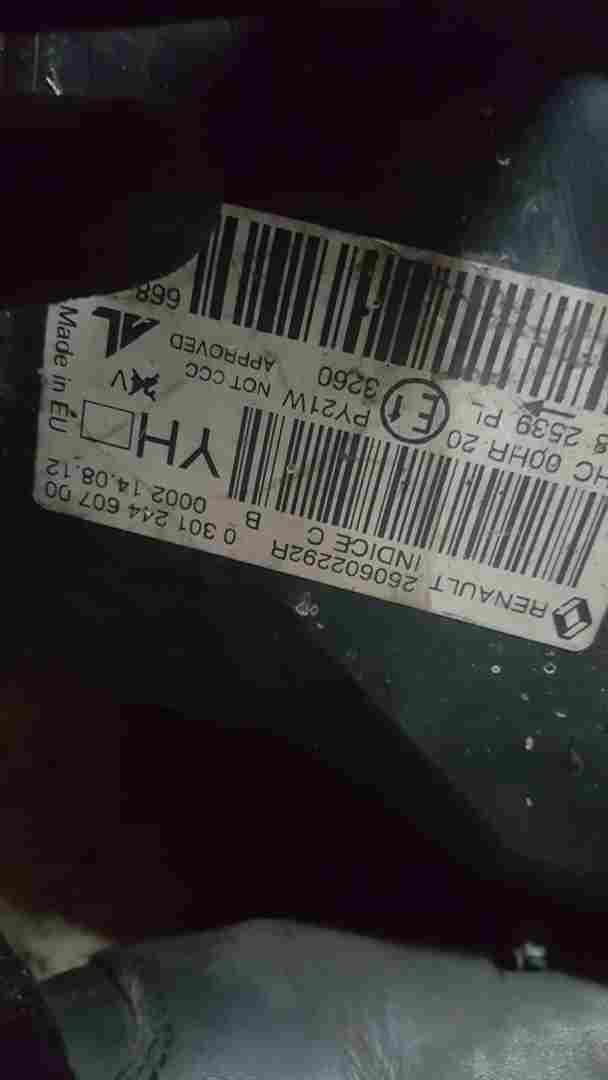 RENAULT 260602292R 0 301 244 607 00
INDICE C B 0002 14.08.12
YH
Made in EU
HC 00HR 20 E1 PY21W NOT CCC
2539 PL 3260 APPROVED
V
AL
668